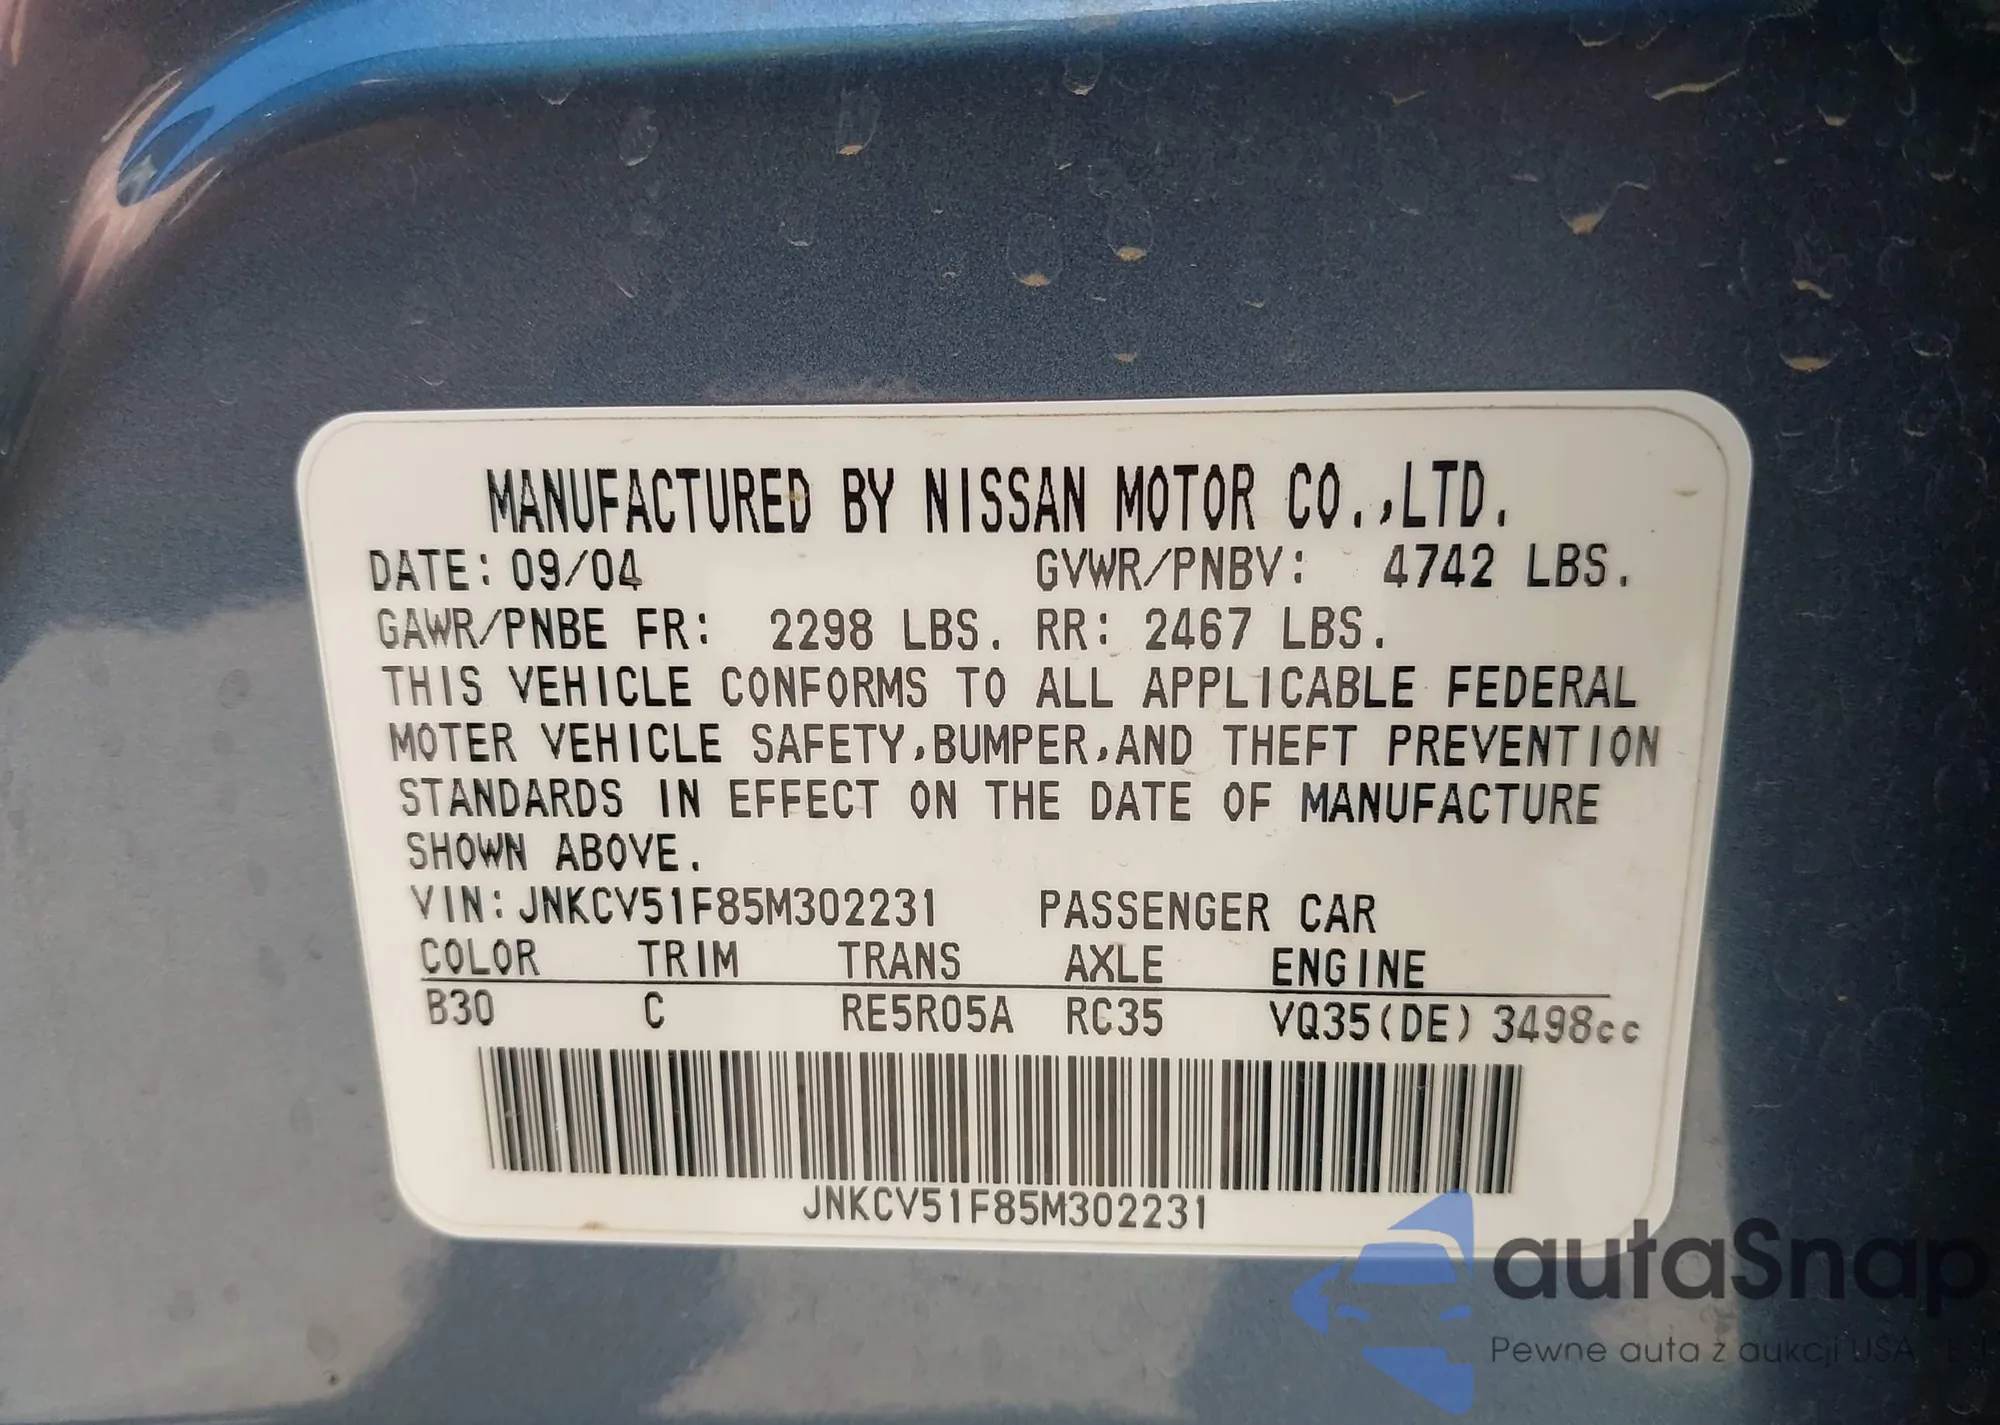 MANUFACTURED BY NISSAN MOTOR CO.,LTD.
DATE: 09/04 GVWR/PNBV: 4742 LBS.
GAWR/PNBE FR: 2298 LBS. RR: 2467 LBS.
THIS VEHICLE CONFORMS TO ALL APPLICABLE FEDERAL
MOTER VEHICLE SAFETY,BUMPER,AND THEFT PREVENTION
STANDARDS IN EFFECT ON THE DATE OF MANUFACTURE
SHOWN ABOVE.
VIN: JNKCV51F85M302231 PASSENGER CAR
COLOR TRIM TRANS AXLE ENGINE
B30 C RE5R05A RC35 VQ35(DE) 3498cc
JNKCV51F85M302231
autaSnap
Pewne auta z aukcji USA